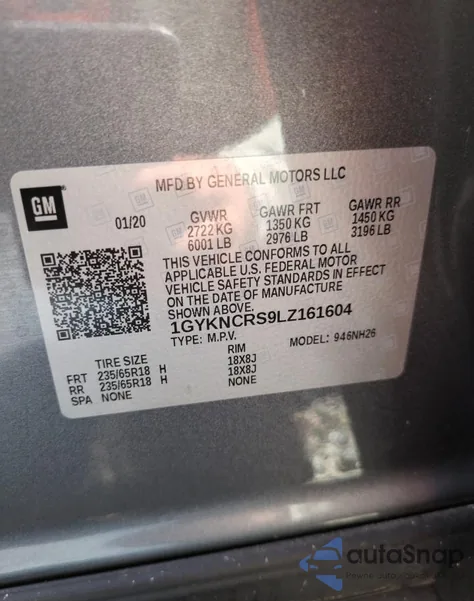 MFD BY GENERAL MOTORS LLC
GM
01/20
GVWR GAWR FRT GAWR RR
2722 KG 1350 KG 1450 KG
6001 LB 2976 LB 3196 LB
THIS VEHICLE CONFORMS TO ALL
APPLICABLE U.S. FEDERAL MOTOR
VEHICLE SAFETY STANDARDS IN EFFECT
ON THE DATE OF MANUFACTURE
SHOWN ABOVE.
1GYKNCRS9LZ161604
TYPE: M.P.V. MODEL: 946NH26
TIRE SIZE RIM
FRT 235/65R18 H 18X8J
RR 235/65R18 H 18X8J
SPA NONE NONE
autoSnap